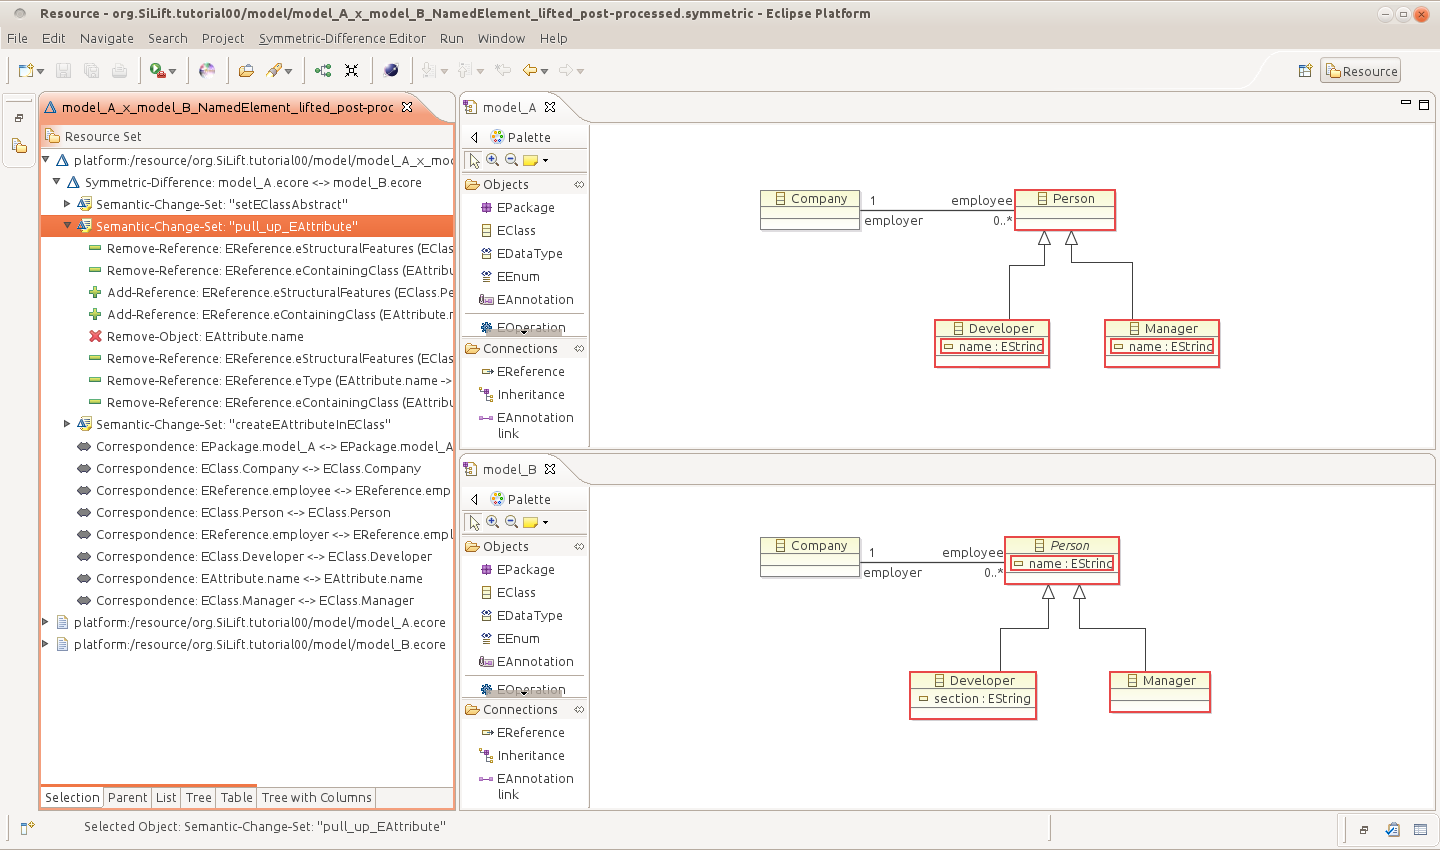 Resource - org.SiLift.tutorial00/model/model_A_x_model_B_NamedElement_lifted_post-processed.symmetric - Eclipse Platform
File Edit Navigate Search Project Symmetric-Difference Editor Run Window Help
Resource
model_A_x_model_B_NamedElement_lifted_post-proc
Resource Set
platform:/resource/org.SiLift.tutorial00/model/model_A_x_mod
Symmetric-Difference: model_A.ecore <-> model_B.ecore
Semantic-Change-Set: "setEClassAbstract"
Semantic-Change-Set: "pull_up_EAttribute"
Remove-Reference: EReference.eStructuralFeatures (EClas
Remove-Reference: EReference.eContainingClass (EAttribu
Add-Reference: EReference.eStructuralFeatures (EClass.Pe
Add-Reference: EReference.eContainingClass (EAttribute.n
Remove-Object: EAttribute.name
Remove-Reference: EReference.eStructuralFeatures (EClas
Remove-Reference: EReference.eType (EAttribute.name ->
Remove-Reference: EReference.eContainingClass (EAttribu
Semantic-Change-Set: "createEAttributeInEClass"
Correspondence: EPackage.model_A <-> EPackage.model_A
Correspondence: EClass.Company <-> EClass.Company
Correspondence: EReference.employee <-> EReference.emp
Correspondence: EClass.Person <-> EClass.Person
Correspondence: EReference.employer <-> EReference.empl
Correspondence: EClass.Developer <-> EClass.Developer
Correspondence: EAttribute.name <-> EAttribute.name
Correspondence: EClass.Manager <-> EClass.Manager
platform:/resource/org.SiLift.tutorial00/model/model_A.ecore
platform:/resource/org.SiLift.tutorial00/model/model_B.ecore
Selection Parent List Tree Table Tree with Columns
model_A
Palette
Objects
EPackage
EClass
EDataType
EEnum
EAnnotation
EOperation
Connections
EReference
Inheritance
EAnnotation
link
Company
1
employee
employer
0..*
Person
Developer
name : EString
Manager
name : EString
model_B
Palette
Objects
EPackage
EClass
EDataType
EEnum
EAnnotation
EOperation
Connections
EReference
Inheritance
EAnnotation
link
Company
1
employee
employer
0..*
Person
name : EString
Developer
section : EString
Manager
Selected Object: Semantic-Change-Set: "pull_up_EAttribute"